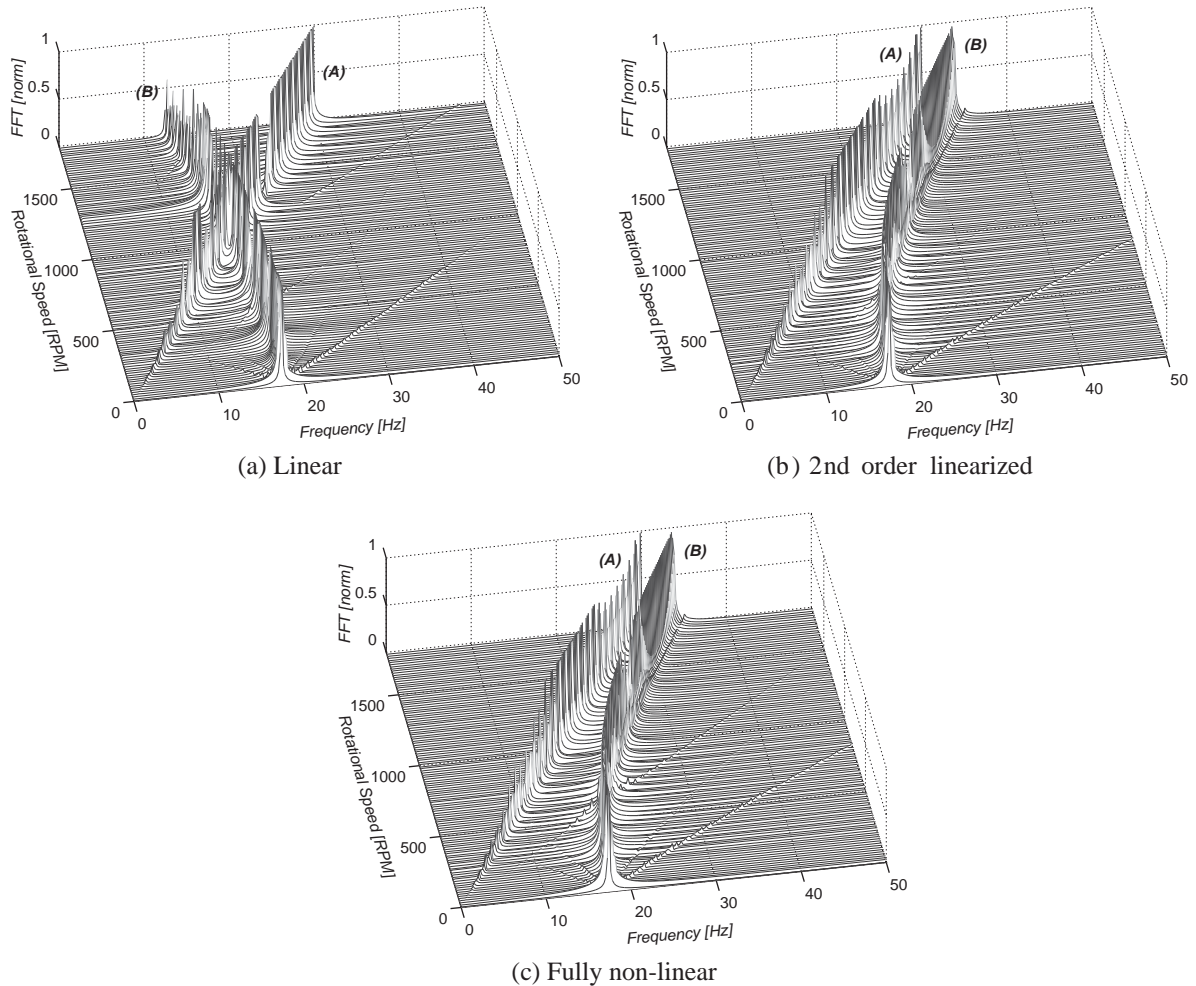 1
0.5
0
FFT [norm]
(B)
(A)
1500
1000
500
0
Rotational Speed [RPM]
0
10
20
30
40
50
Frequency [Hz]
(a) Linear
1
0.5
0
FFT [norm]
(A)
(B)
1500
1000
500
0
Rotational Speed [RPM]
0
10
20
30
40
50
Frequency [Hz]
(b) 2nd order linearized
1
0.5
0
FFT [norm]
(A)
(B)
1500
1000
500
0
Rotational Speed [RPM]
0
10
20
30
40
50
Frequency [Hz]
(c) Fully non-linear